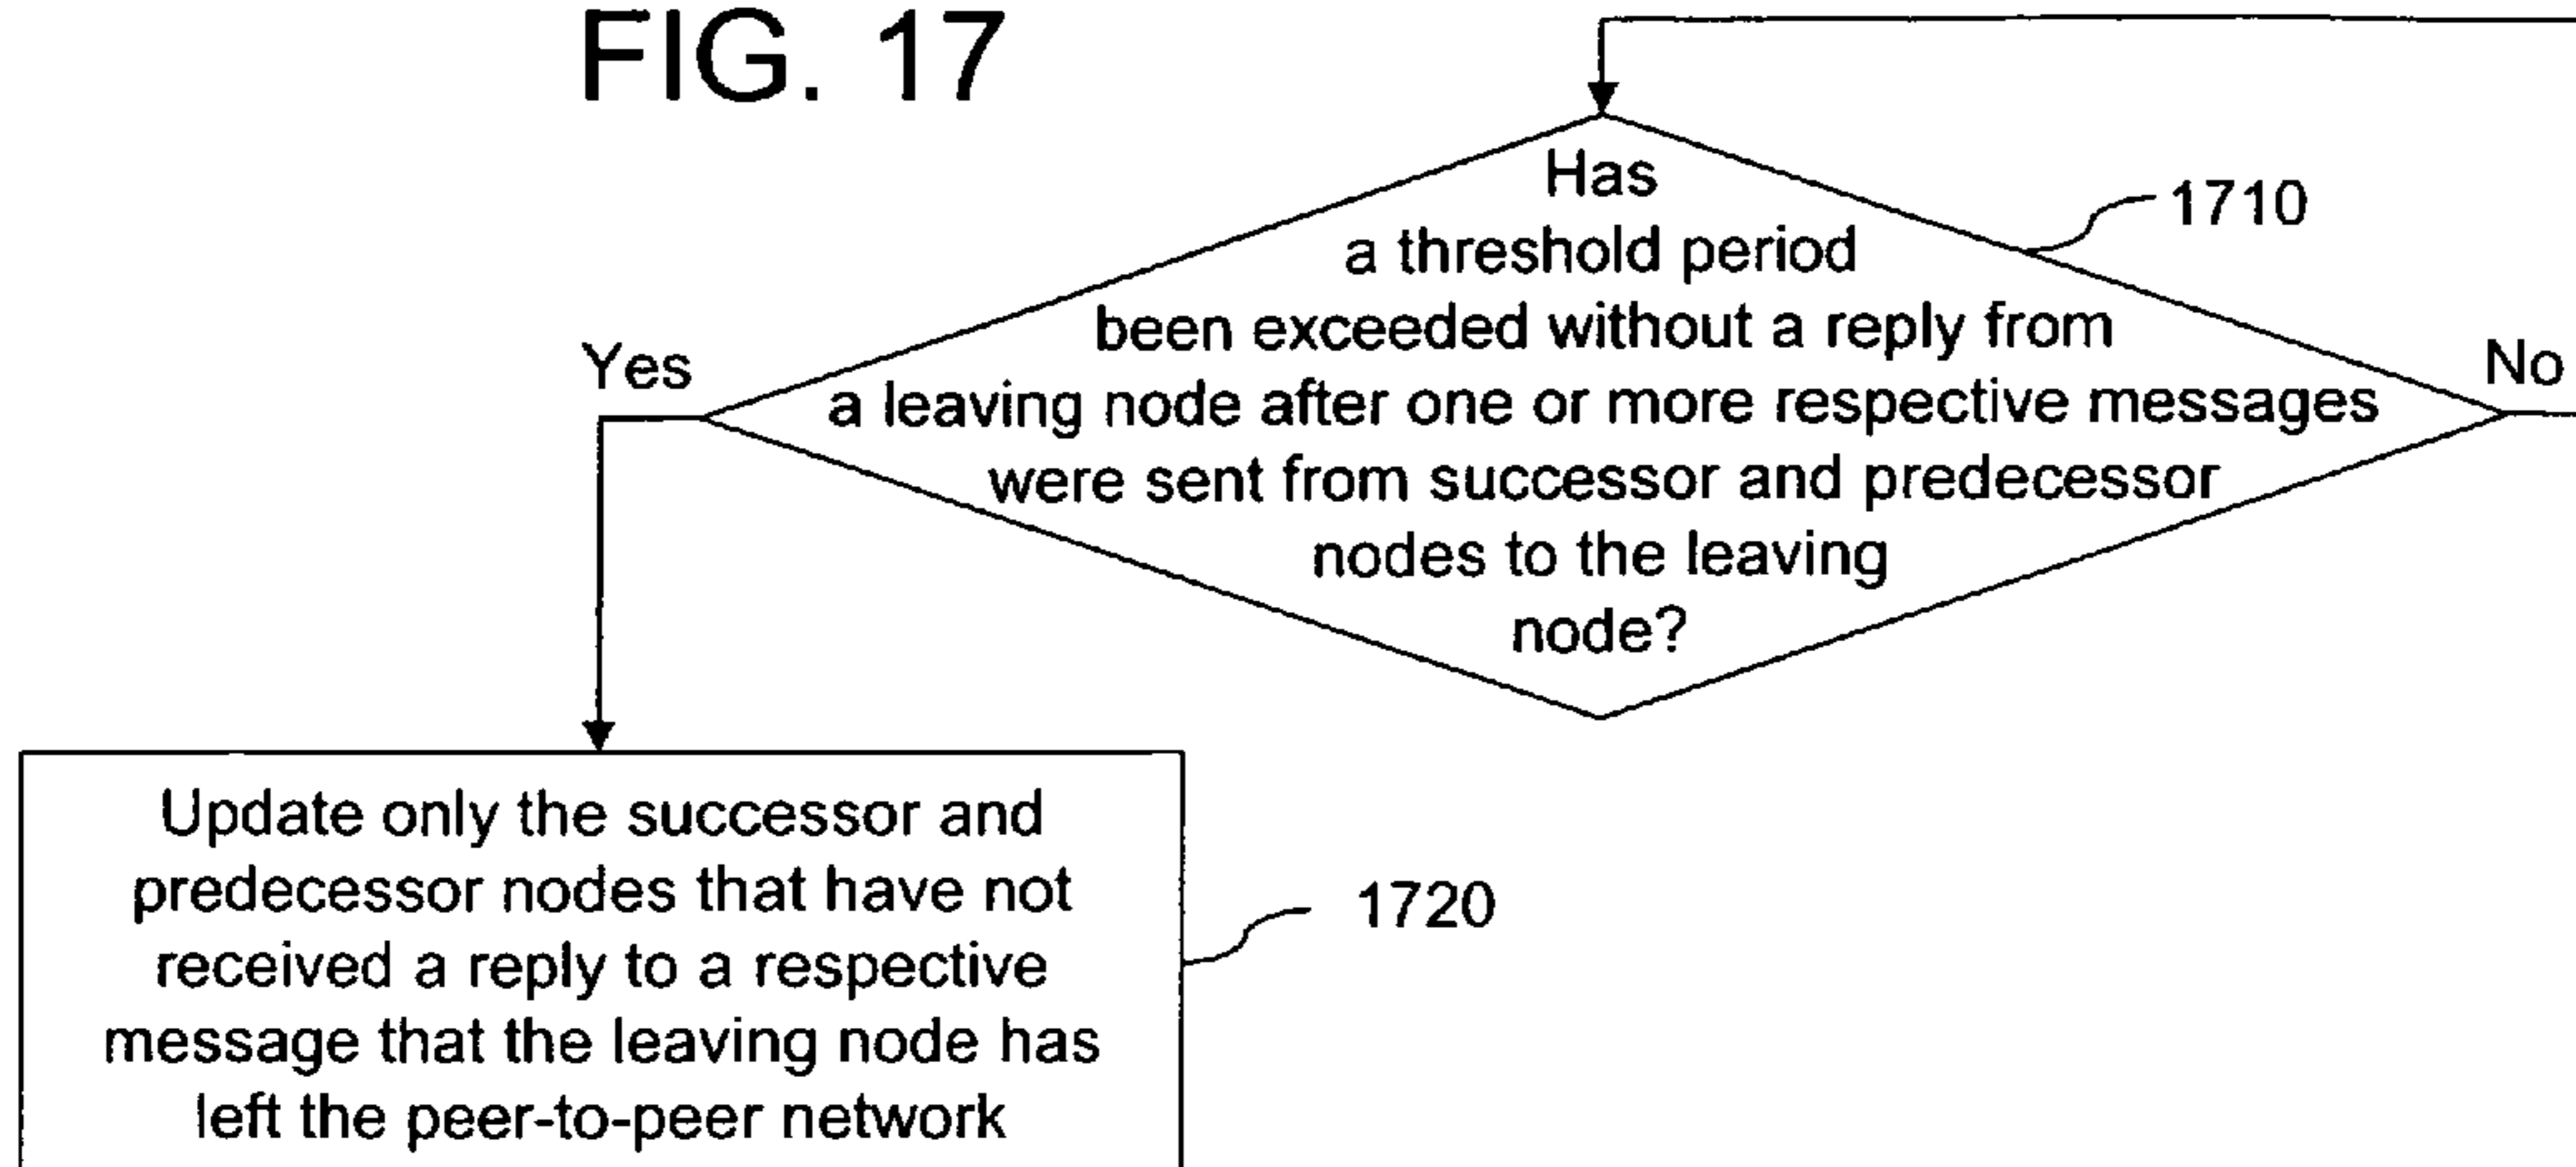 FIG. 17
Has
a threshold period
been exceeded without a reply from
a leaving node after one or more respective messages
were sent from successor and predecessor
nodes to the leaving
node?
1710
Yes
No
Update only the successor and
predecessor nodes that have not
received a reply to a respective
message that the leaving node has
left the peer-to-peer network
1720